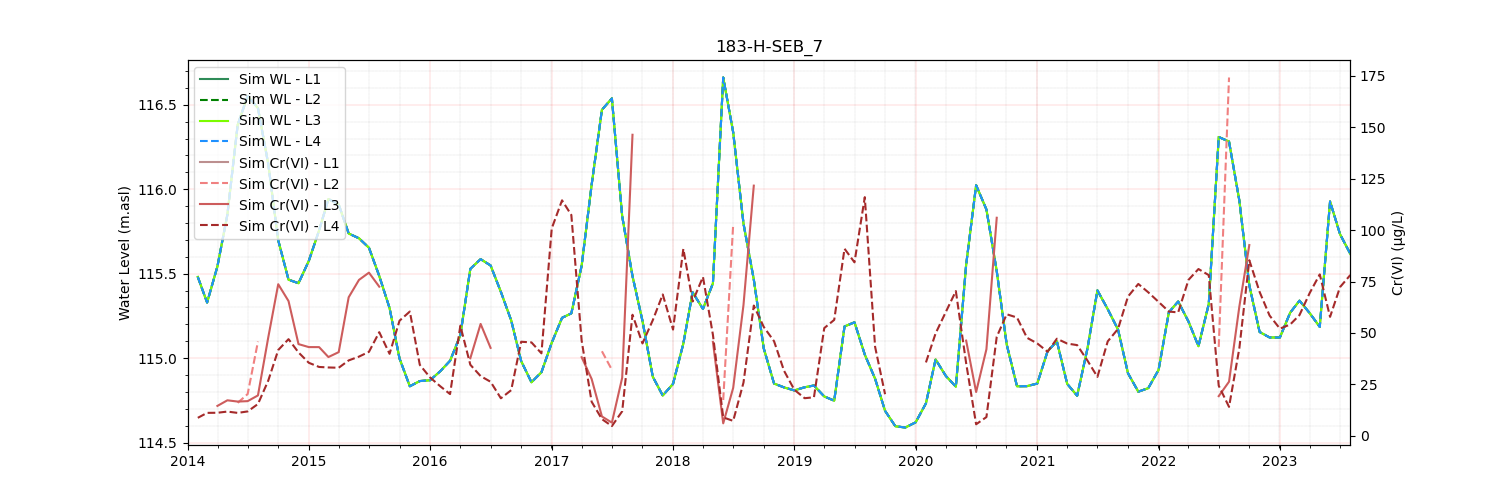 183-H-SEB_7
Sim WL - L1
Sim WL - L2
Sim WL - L3
Sim WL - L4
Sim Cr(VI) - L1
Sim Cr(VI) - L2
Sim Cr(VI) - L3
Sim Cr(VI) - L4
Water Level (m.asl)
116.5
116.0
115.5
115.0
114.5
175
150
125
100
75
50
25
0
Cr(VI) (µg/L)
2014 2015 2016 2017 2018 2019 2020 2021 2022 2023